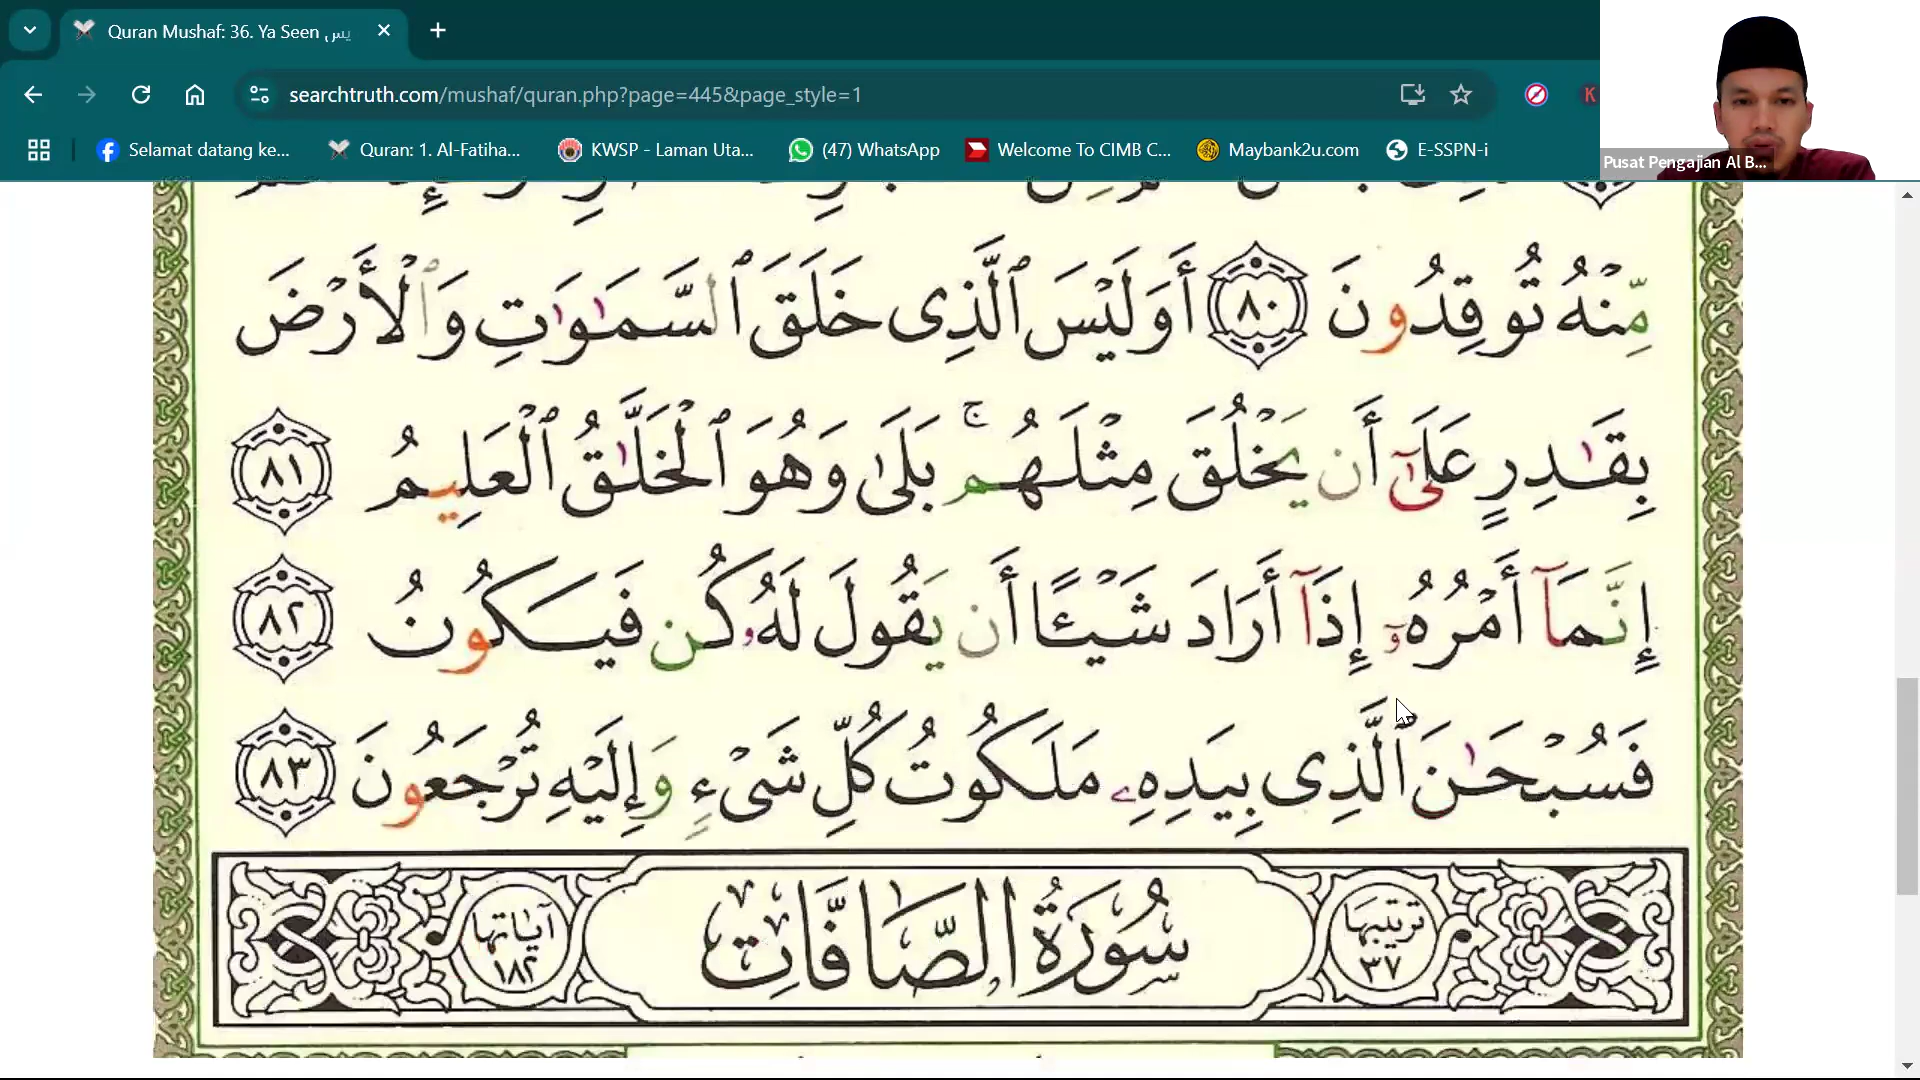 Quran Mushaf: 36. Ya Seen يس
searchtruth.com/mushaf/quran.php?page=445&page_style=1
K
Selamat datang ke...
Quran: 1. Al-Fatiha...
KWSP - Laman Uta...
(47) WhatsApp
Welcome To CIMB C...
Maybank2u.com
E-SSPN-i
Pusat Pengajian Al B...
مِّنْهُ تُوقِدُونَ ٨٠ أَوَلَيْسَ ٱلَّذِى خَلَقَ ٱلسَّمَـٰوَٰتِ وَٱلْأَرْضَ
بِقَـٰدِرٍ عَلَىٰٓ أَن يَخْلُقَ مِثْلَهُم ۚ بَلَىٰ وَهُوَ ٱلْخَلَّـٰقُ ٱلْعَلِيمُ ٨١
إِنَّمَآ أَمْرُهُۥٓ إِذَآ أَرَادَ شَيْـًٔا أَن يَقُولَ لَهُۥ كُن فَيَكُونُ ٨٢
فَسُبْحَـٰنَ ٱلَّذِى بِيَدِهِۦ مَلَكُوتُ كُلِّ شَىْءٍ وَإِلَيْهِ تُرْجَعُونَ ٨٣
ترتيبها ٣٧ سُورَةُ الصَّافَّاتِ آياتها ١٨٢